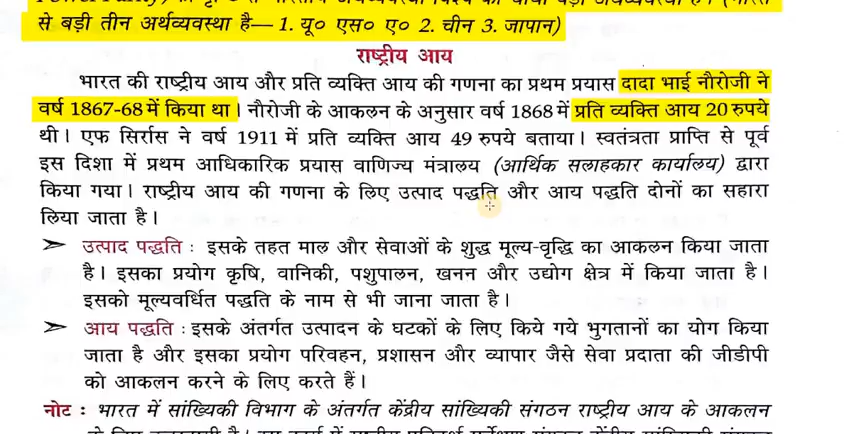 से बड़ी तीन अर्थव्यवस्था है— 1. यू० एस० ए० 2. चीन 3. जापान)
राष्ट्रीय आय
भारत की राष्ट्रीय आय और प्रति व्यक्ति आय की गणना का प्रथम प्रयास दादा भाई नौरोजी ने
वर्ष 1867-68 में किया था। नौरोजी के आकलन के अनुसार वर्ष 1868 में प्रति व्यक्ति आय 20 रुपये
थी। एफ सिर्रास ने वर्ष 1911 में प्रति व्यक्ति आय 49 रुपये बताया। स्वतंत्रता प्राप्ति से पूर्व
इस दिशा में प्रथम आधिकारिक प्रयास वाणिज्य मंत्रालय (आर्थिक सलाहकार कार्यालय) द्वारा
किया गया। राष्ट्रीय आय की गणना के लिए उत्पाद पद्धति और आय पद्धति दोनों का सहारा
लिया जाता है।
➢ उत्पाद पद्धति : इसके तहत माल और सेवाओं के शुद्ध मूल्य-वृद्धि का आकलन किया जाता
है। इसका प्रयोग कृषि, वानिकी, पशुपालन, खनन और उद्योग क्षेत्र में किया जाता है।
इसको मूल्यवर्धित पद्धति के नाम से भी जाना जाता है।
➢ आय पद्धति : इसके अंतर्गत उत्पादन के घटकों के लिए किये गये भुगतानों का योग किया
जाता है और इसका प्रयोग परिवहन, प्रशासन और व्यापार जैसे सेवा प्रदाता की जीडीपी
को आकलन करने के लिए करते हैं।
नोट : भारत में सांख्यिकी विभाग के अंतर्गत केंद्रीय सांख्यिकी संगठन राष्ट्रीय आय के आकलन